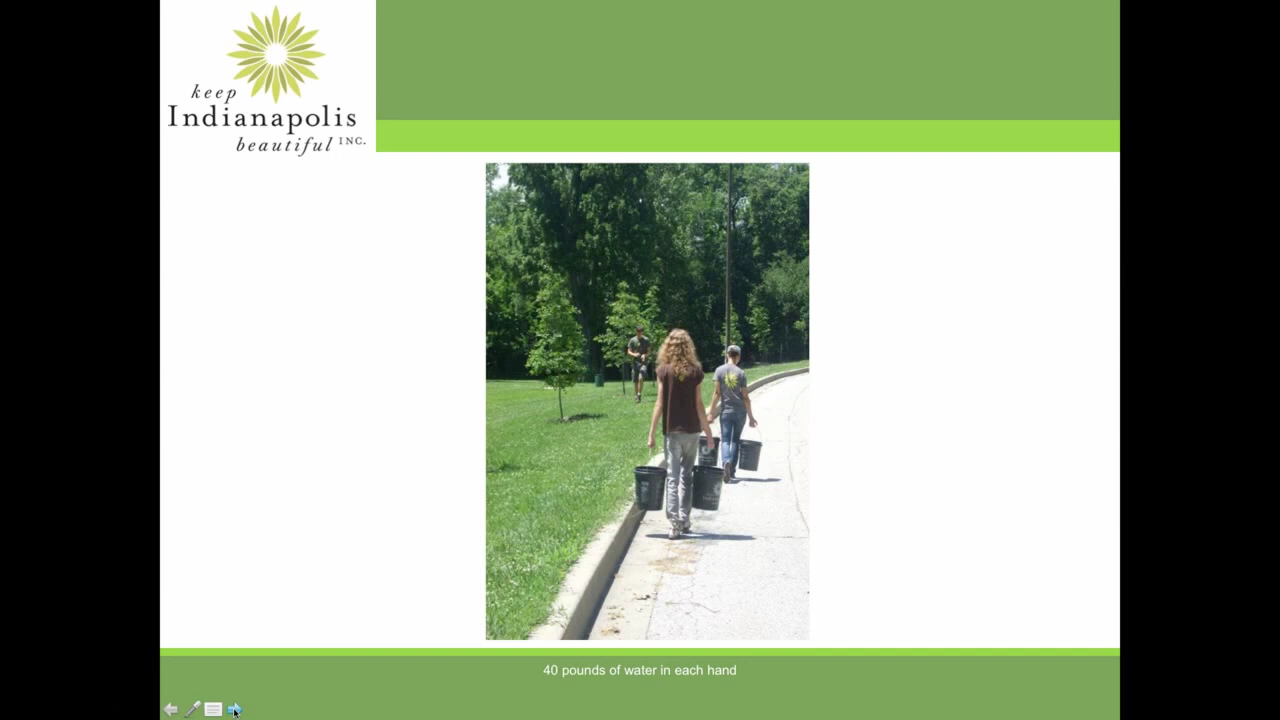 keep
Indianapolis
beautiful INC.
40 pounds of water in each hand